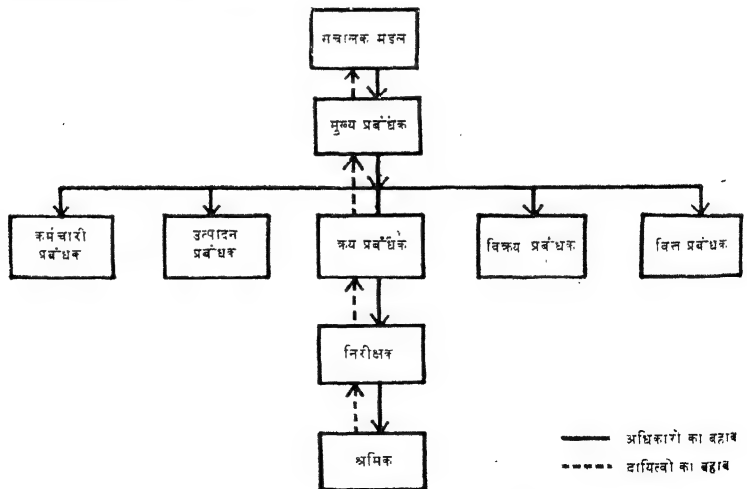 संचालक मंडल
मुख्य प्रबंधक
कर्मचारी
प्रबंधक
उत्पादन
प्रबंधक
क्रय प्रबंधक
विक्रय प्रबंधक
वित्त प्रबंधक
निरीक्षक
श्रमिक
अधिकारों का बहाव
दायित्वों का बहाव